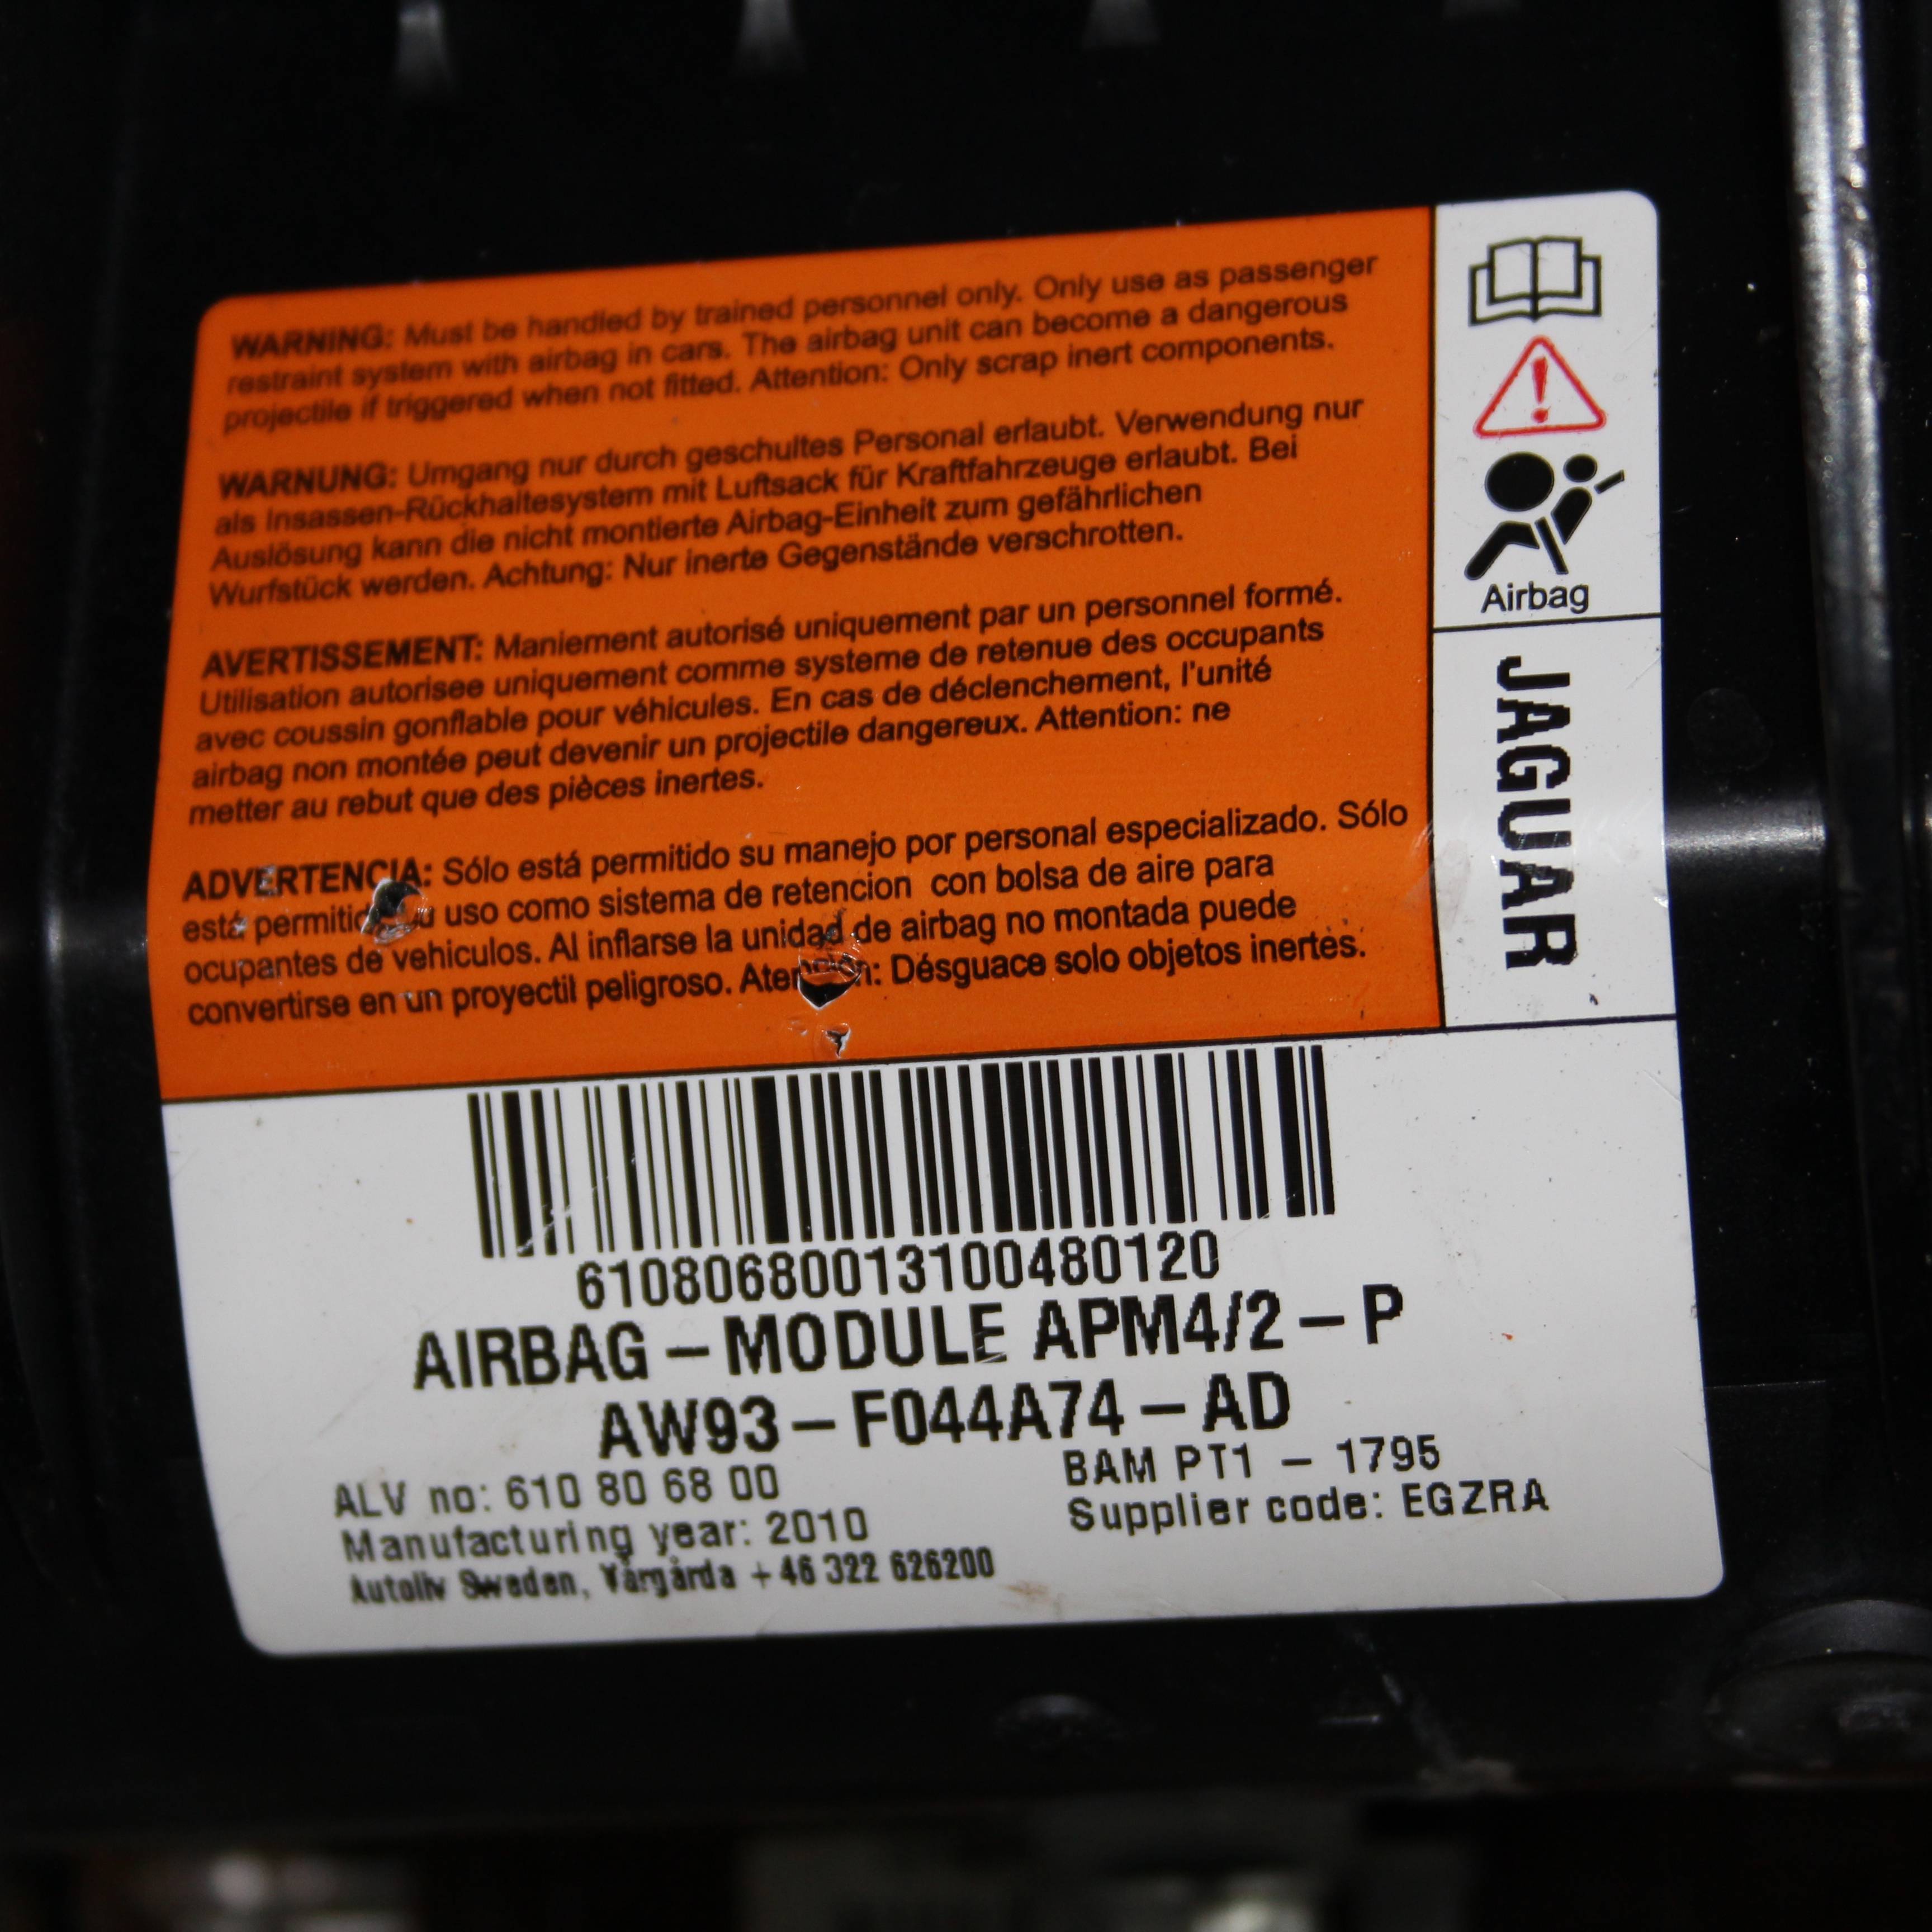 WARNING: Must be handled by trained personnel only. Only use as passenger
restraint system with airbag in cars. The airbag unit can become a dangerous
projectile if triggered when not fitted. Attention: Only scrap inert components.
WARNUNG: Umgang nur durch geschultes Personal erlaubt. Verwendung nur
als Insassen-Rückhaltesystem mit Luftsack für Kraftfahrzeuge erlaubt. Bei
Auslösung kann die nicht montierte Airbag-Einheit zum gefährlichen
Wurfstück werden. Achtung: Nur inerte Gegenstände verschrotten.
AVERTISSEMENT: Maniement autorisé uniquement par un personnel formé.
Utilisation autorisee uniquement comme systeme de retenue des occupants
avec coussin gonflable pour véhicules. En cas de déclenchement, l'unité
airbag non montée peut devenir un projectile dangereux. Attention: ne
metter au rebut que des pièces inertes.
ADVERTENCIA: Sólo está permitido su manejo por personal especializado. Sólo
está uso como sistema de retencion con bolsa de aire para
ocupantes de vehiculos. Al inflarse la unidad de airbag no montada puede
convertirse en un proyectil peligroso. Désguace solo objetos inertes.
Airbag
JAGUAR
61080680013100480120
AIRBAG – MODULE APM4/2 – P
AW93 – F044A74 – AD
ALV no: 610 80 68 00
BAM PT1 – 1795
Manufacturing year: 2010
Supplier code: EGZRA
Autoliv Sweden, Vårgårda +46 322 626200